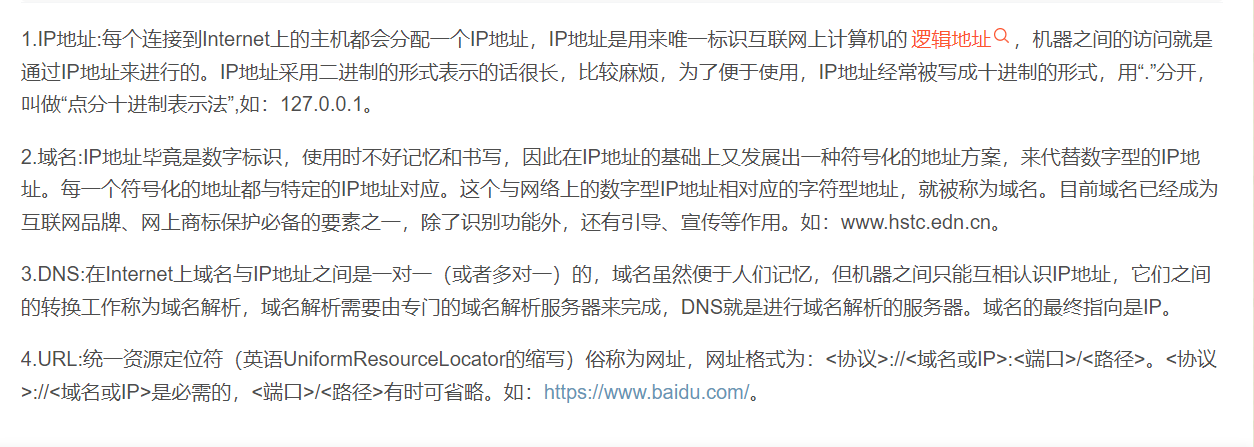 1.IP地址:每个连接到Internet上的主机都会分配一个IP地址，IP地址是用来唯一标识互联网上计算机的 逻辑地址 ，机器之间的访问就是
通过IP地址来进行的。IP地址采用二进制的形式表示的话很长，比较麻烦，为了便于使用，IP地址经常被写成十进制的形式，用“.”分开，
叫做“点分十进制表示法”,如：127.0.0.1。
2.域名:IP地址毕竟是数字标识，使用时不好记忆和书写，因此在IP地址的基础上又发展出一种符号化的地址方案，来代替数字型的IP地
址。每一个符号化的地址都与特定的IP地址对应。这个与网络上的数字型IP地址相对应的字符型地址，就被称为域名。目前域名已经成为
互联网品牌、网上商标保护必备的要素之一，除了识别功能外，还有引导、宣传等作用。如：www.hstc.edn.cn。
3.DNS:在Internet上域名与IP地址之间是一对一（或者多对一）的，域名虽然便于人们记忆，但机器之间只能互相认识IP地址，它们之间
的转换工作称为域名解析，域名解析需要由专门的域名解析服务器来完成，DNS就是进行域名解析的服务器。域名的最终指向是IP。
4.URL:统一资源定位符（英语UniformResourceLocator的缩写）俗称为网址，网址格式为：<协议>://<域名或IP>:<端口>/<路径>。<协议
>://<域名或IP>是必需的，<端口>/<路径>有时可省略。如：https://www.baidu.com/。